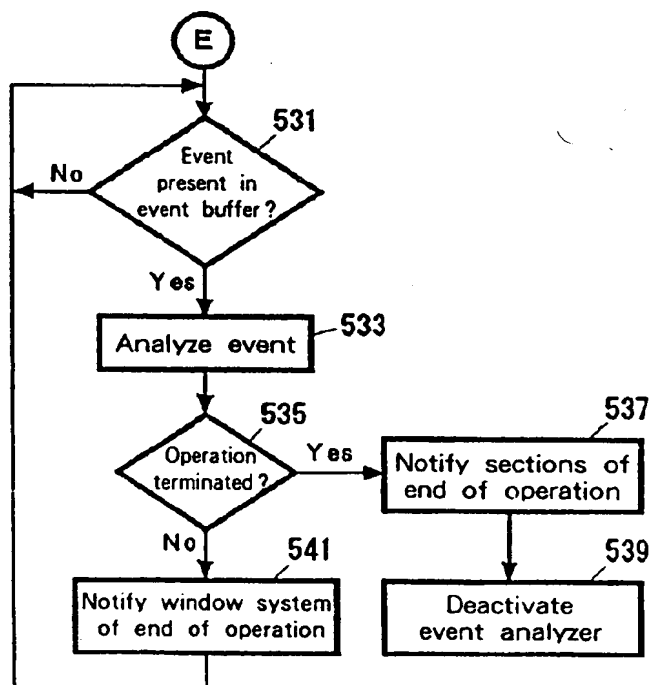 E
531
Event
present in
event buffer?
No
Yes
533
Analyze event
535
Operation
terminated?
Yes
537
Notify sections of
end of operation
No
541
Notify window system
of end of operation
539
Deactivate
event analyzer